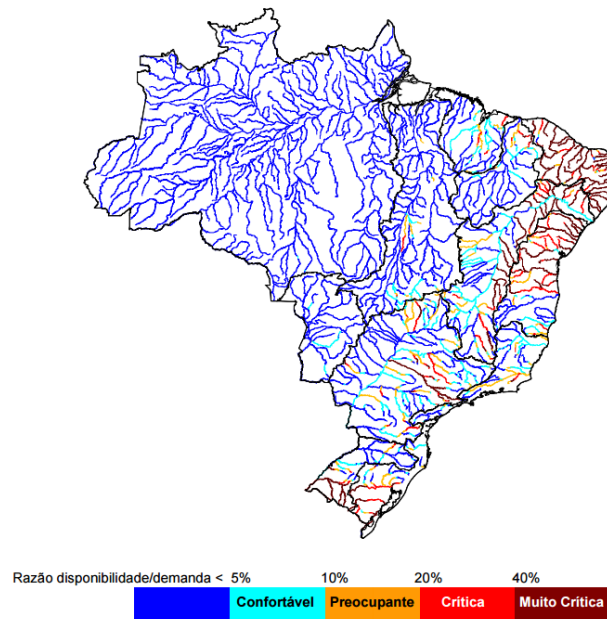 Razão disponibilidade/demanda < 5% 10% 20% 40%
Confortável Preocupante Crítica Muito Crítica